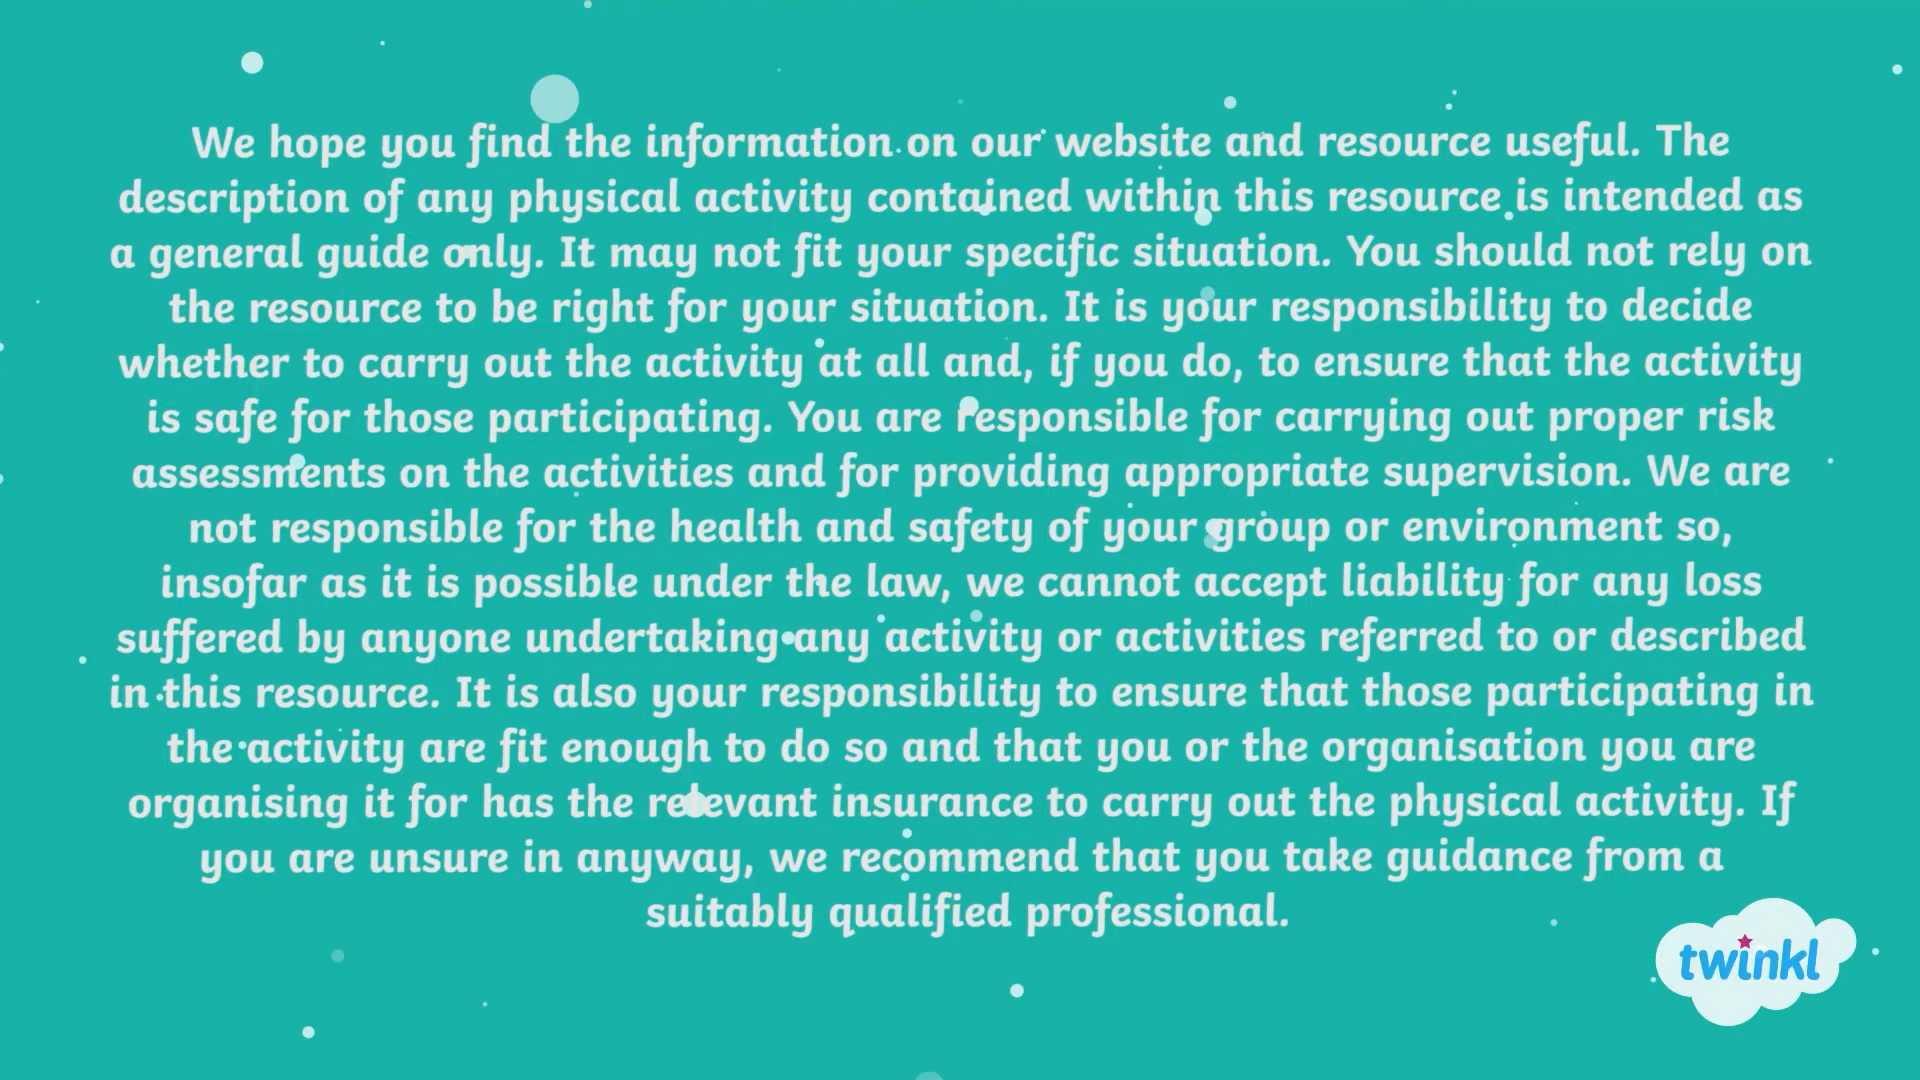 We hope you find the information on our website and resource useful. The
description of any physical activity contained within this resource is intended as
a general guide only. It may not fit your specific situation. You should not rely on
the resource to be right for your situation. It is your responsibility to decide
whether to carry out the activity at all and, if you do, to ensure that the activity
is safe for those participating. You are responsible for carrying out proper risk
assessments on the activities and for providing appropriate supervision. We are
not responsible for the health and safety of your group or environment so,
insofar as it is possible under the law, we cannot accept liability for any loss
suffered by anyone undertaking any activity or activities referred to or described
in this resource. It is also your responsibility to ensure that those participating in
the activity are fit enough to do so and that you or the organisation you are
organising it for has the relevant insurance to carry out the physical activity. If
you are unsure in anyway, we recommend that you take guidance from a
suitably qualified professional.
twinkl